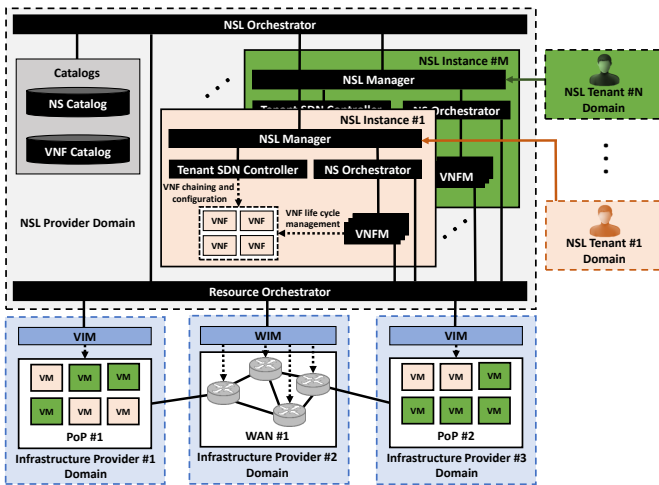 NSL Orchestrator
Catalogs
NS Catalog
VNF Catalog
NSL Provider Domain
NSL Instance #M
NSL Manager
Tenant SDN Controller
NS Orchestrator
VNFM
NSL Instance #1
NSL Manager
Tenant SDN Controller
NS Orchestrator
VNF chaining and
configuration
VNF VNF
VNF VNF
VNF life cycle
management
VNFM
NSL Tenant #N
Domain
NSL Tenant #1
Domain
Resource Orchestrator
VIM
VM VM VM
VM VM VM
PoP #1
Infrastructure Provider #1
Domain
WIM
WAN #1
Infrastructure Provider #2
Domain
VIM
VM VM VM
VM VM VM
PoP #2
Infrastructure Provider #3
Domain